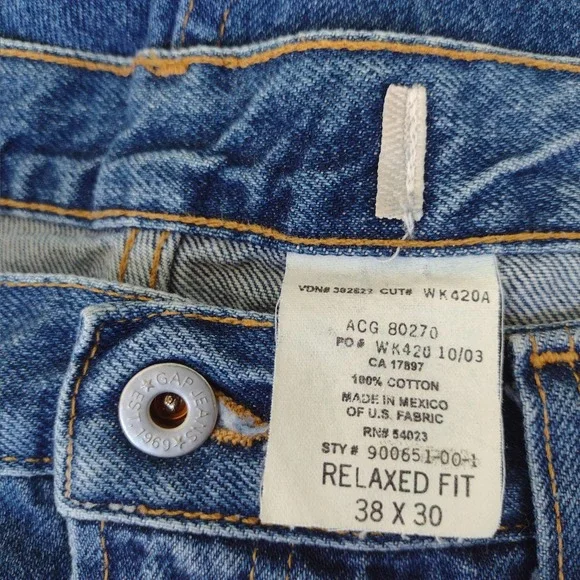 VDN# 392627 CUT# WK420A
ACG 80270
PO# WK420 10/03
CA 17897
100% COTTON
MADE IN MEXICO
OF U.S. FABRIC
RN# 54023
STY# 900651-00-1
RELAXED FIT
38 X 30
GAP JEANS
EST 1969